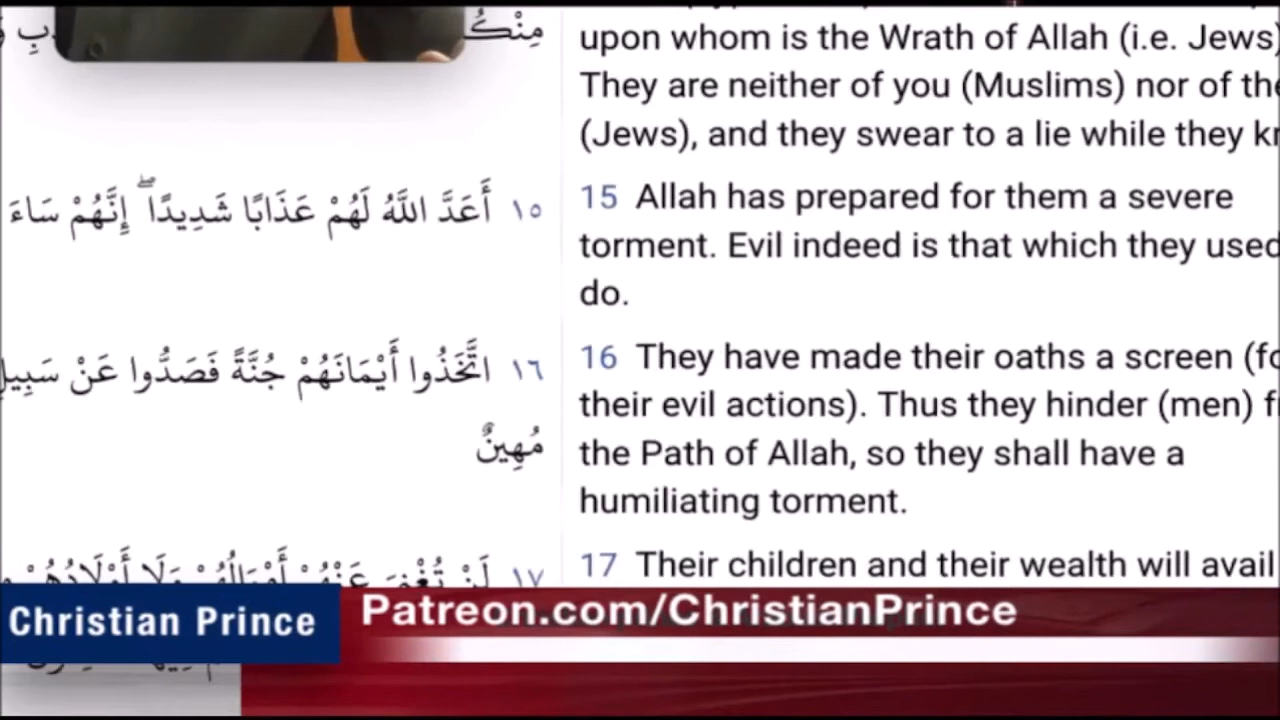 مِنْكُ
upon whom is the Wrath of Allah (i.e. Jews)
They are neither of you (Muslims) nor of the
(Jews), and they swear to a lie while they
١٥ أَعَدَّ اللَّهُ لَهُمْ عَذَابًا شَدِيدًا ۖ إِنَّهُمْ سَاءَ
15 Allah has prepared for them a severe
torment. Evil indeed is that which they used
do.
١٦ اتَّخَذُوا أَيْمَانَهُمْ جُنَّةً فَصَدُّوا عَنْ سَبِيلِ
مُهِينٌ
16 They have made their oaths a screen (fo
their evil actions). Thus they hinder (men)
the Path of Allah, so they shall have a
humiliating torment.
١٧ لَنْ تُغْنِيَ عَنْهُمْ أَمْوَالُهُمْ وَلَا أَوْلَادُهُمْ
17 Their children and their wealth will avail
Christian Prince
Patreon.com/ChristianPrince